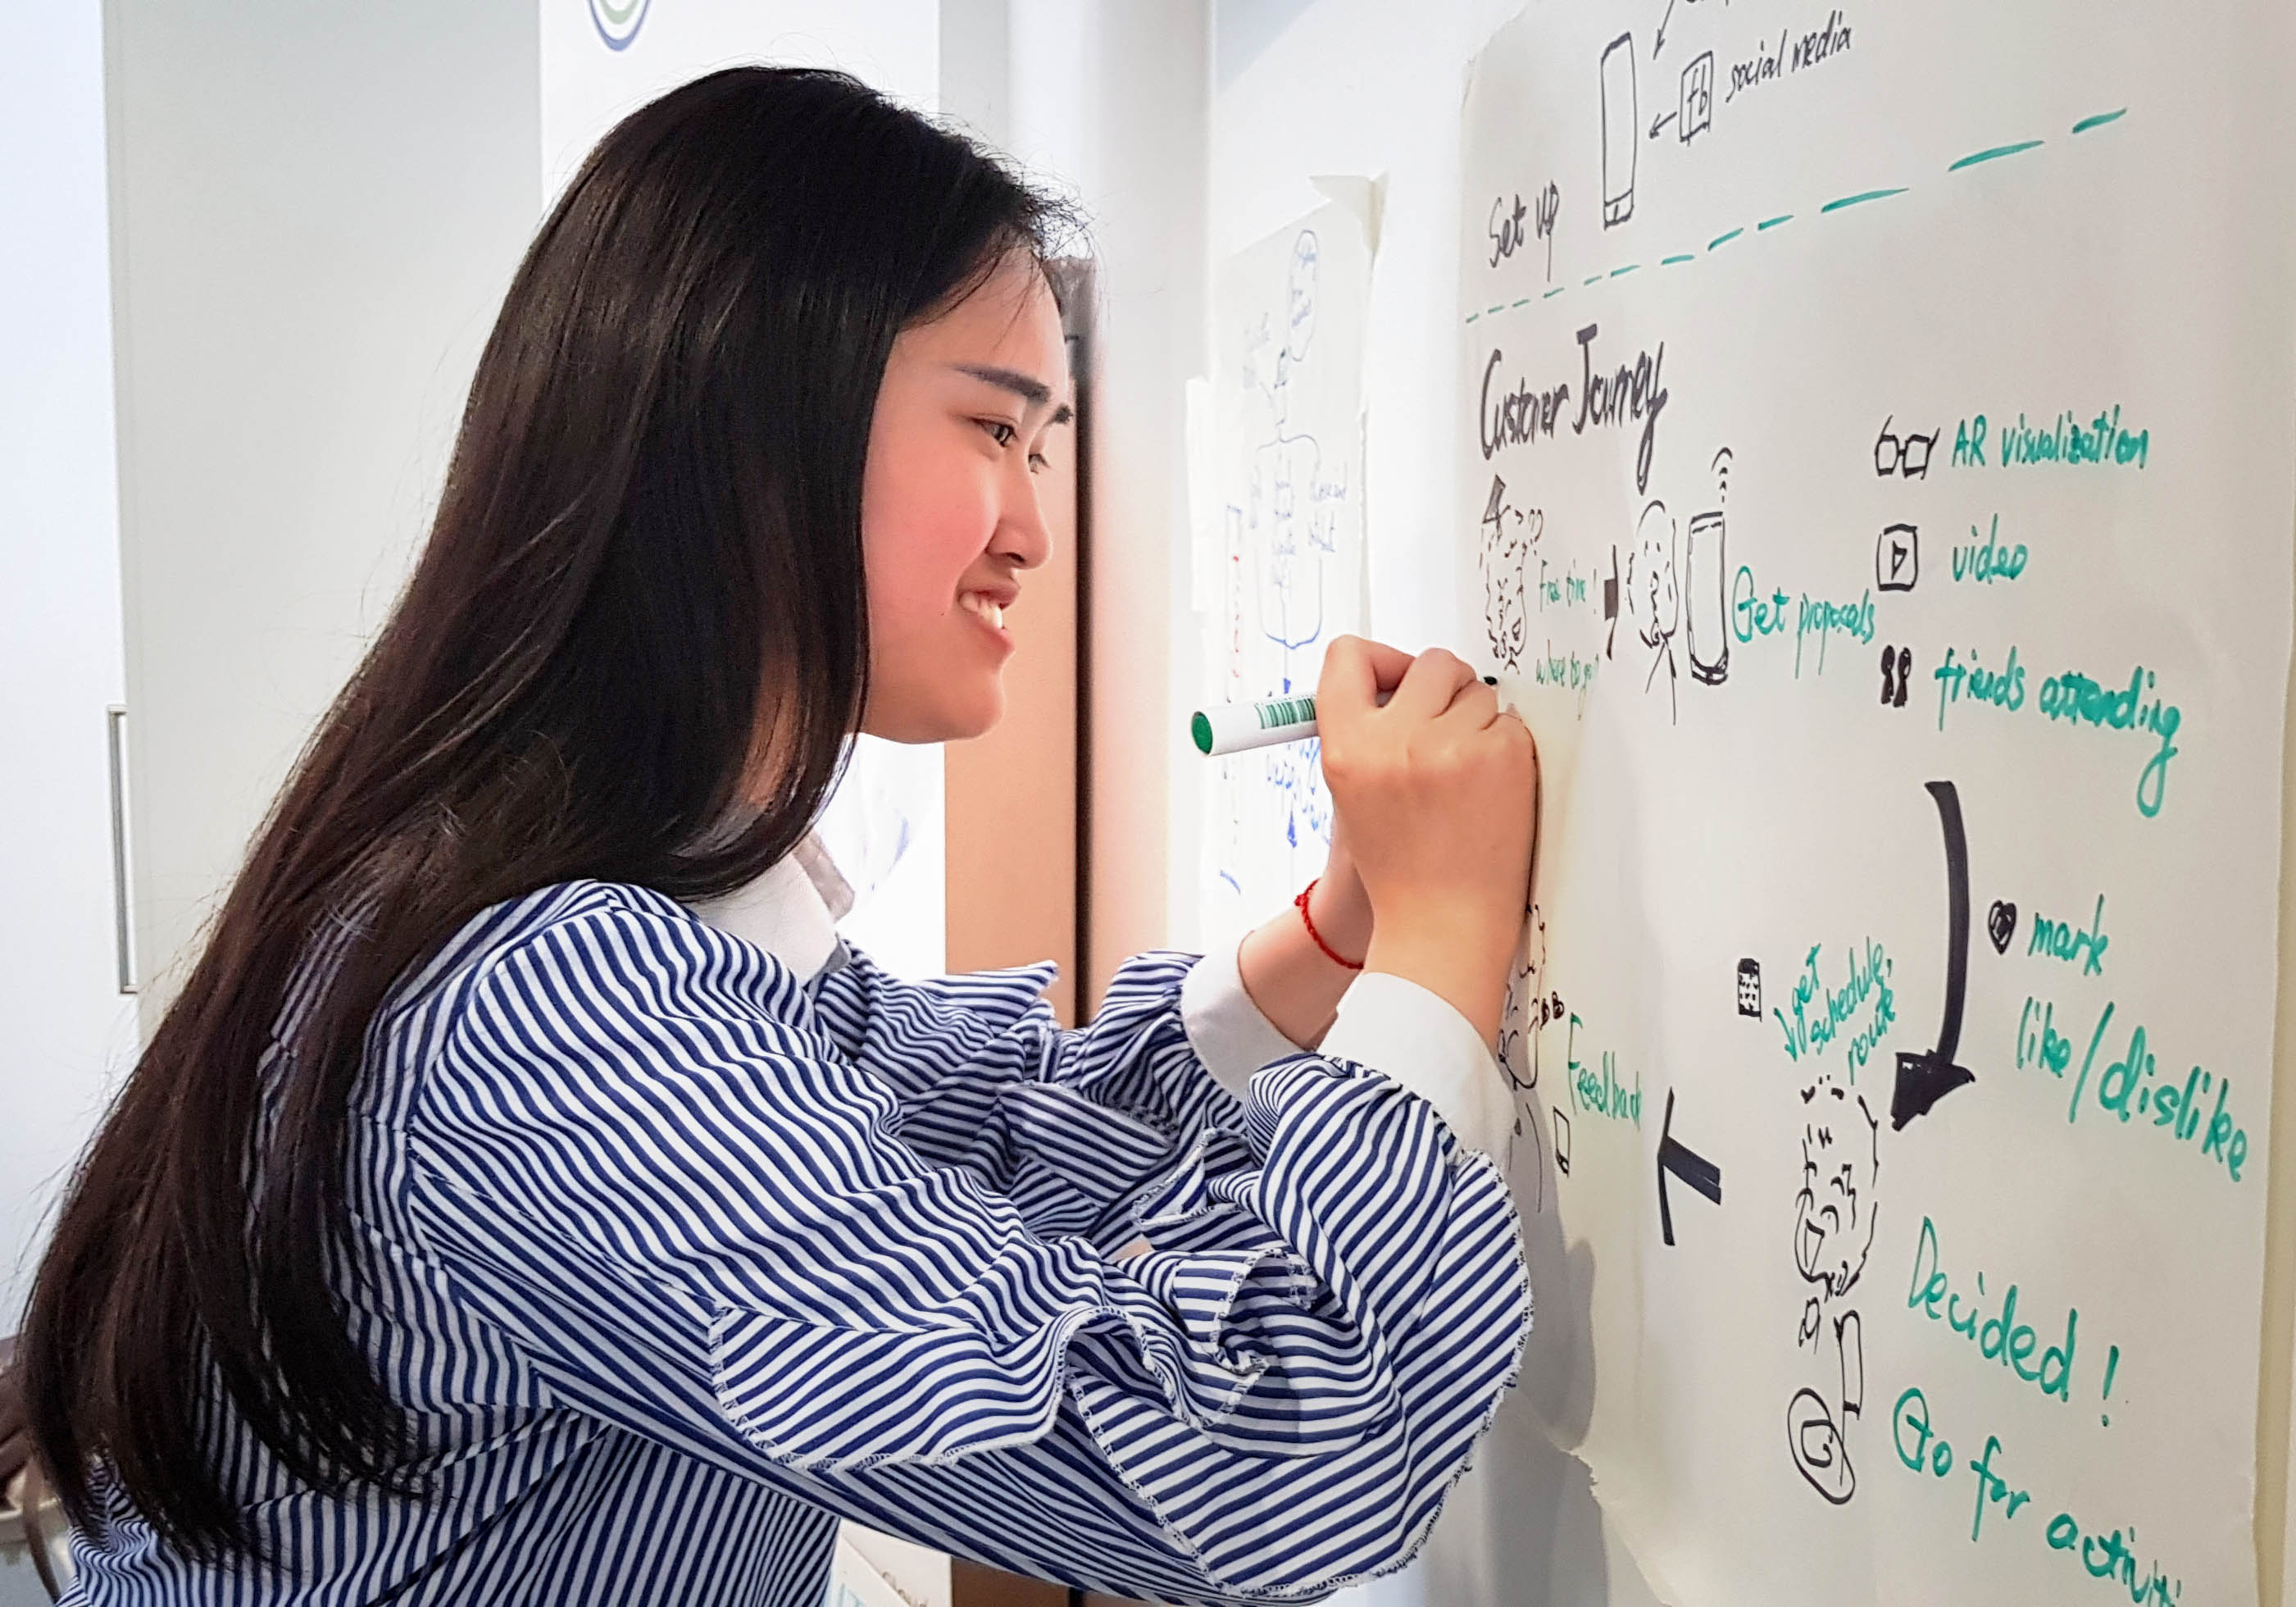 social media
fb
Set up
Customer Journey
AR visualization
video
Free time!
where to go?
Get proposals
friends attending
mark
like/dislike
get
schedule,
route
Feedback
Decided!
Go for